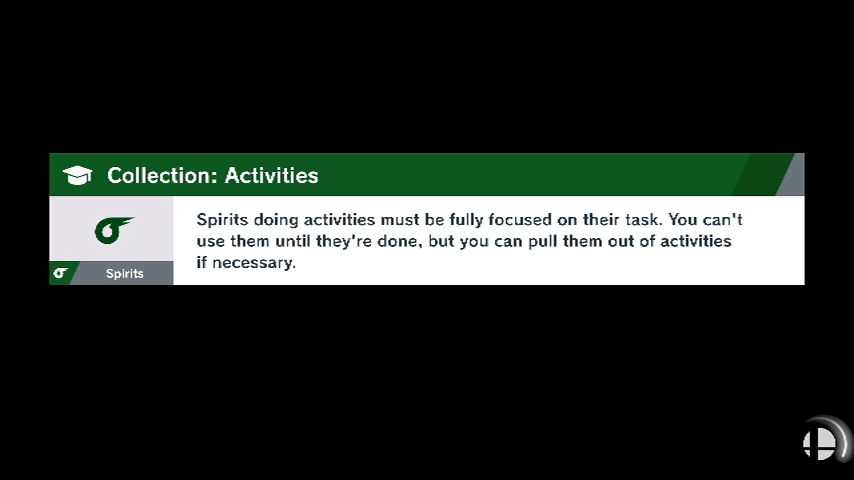 Collection: Activities
Spirits doing activities must be fully focused on their task. You can't
use them until they're done, but you can pull them out of activities
if necessary.
Spirits